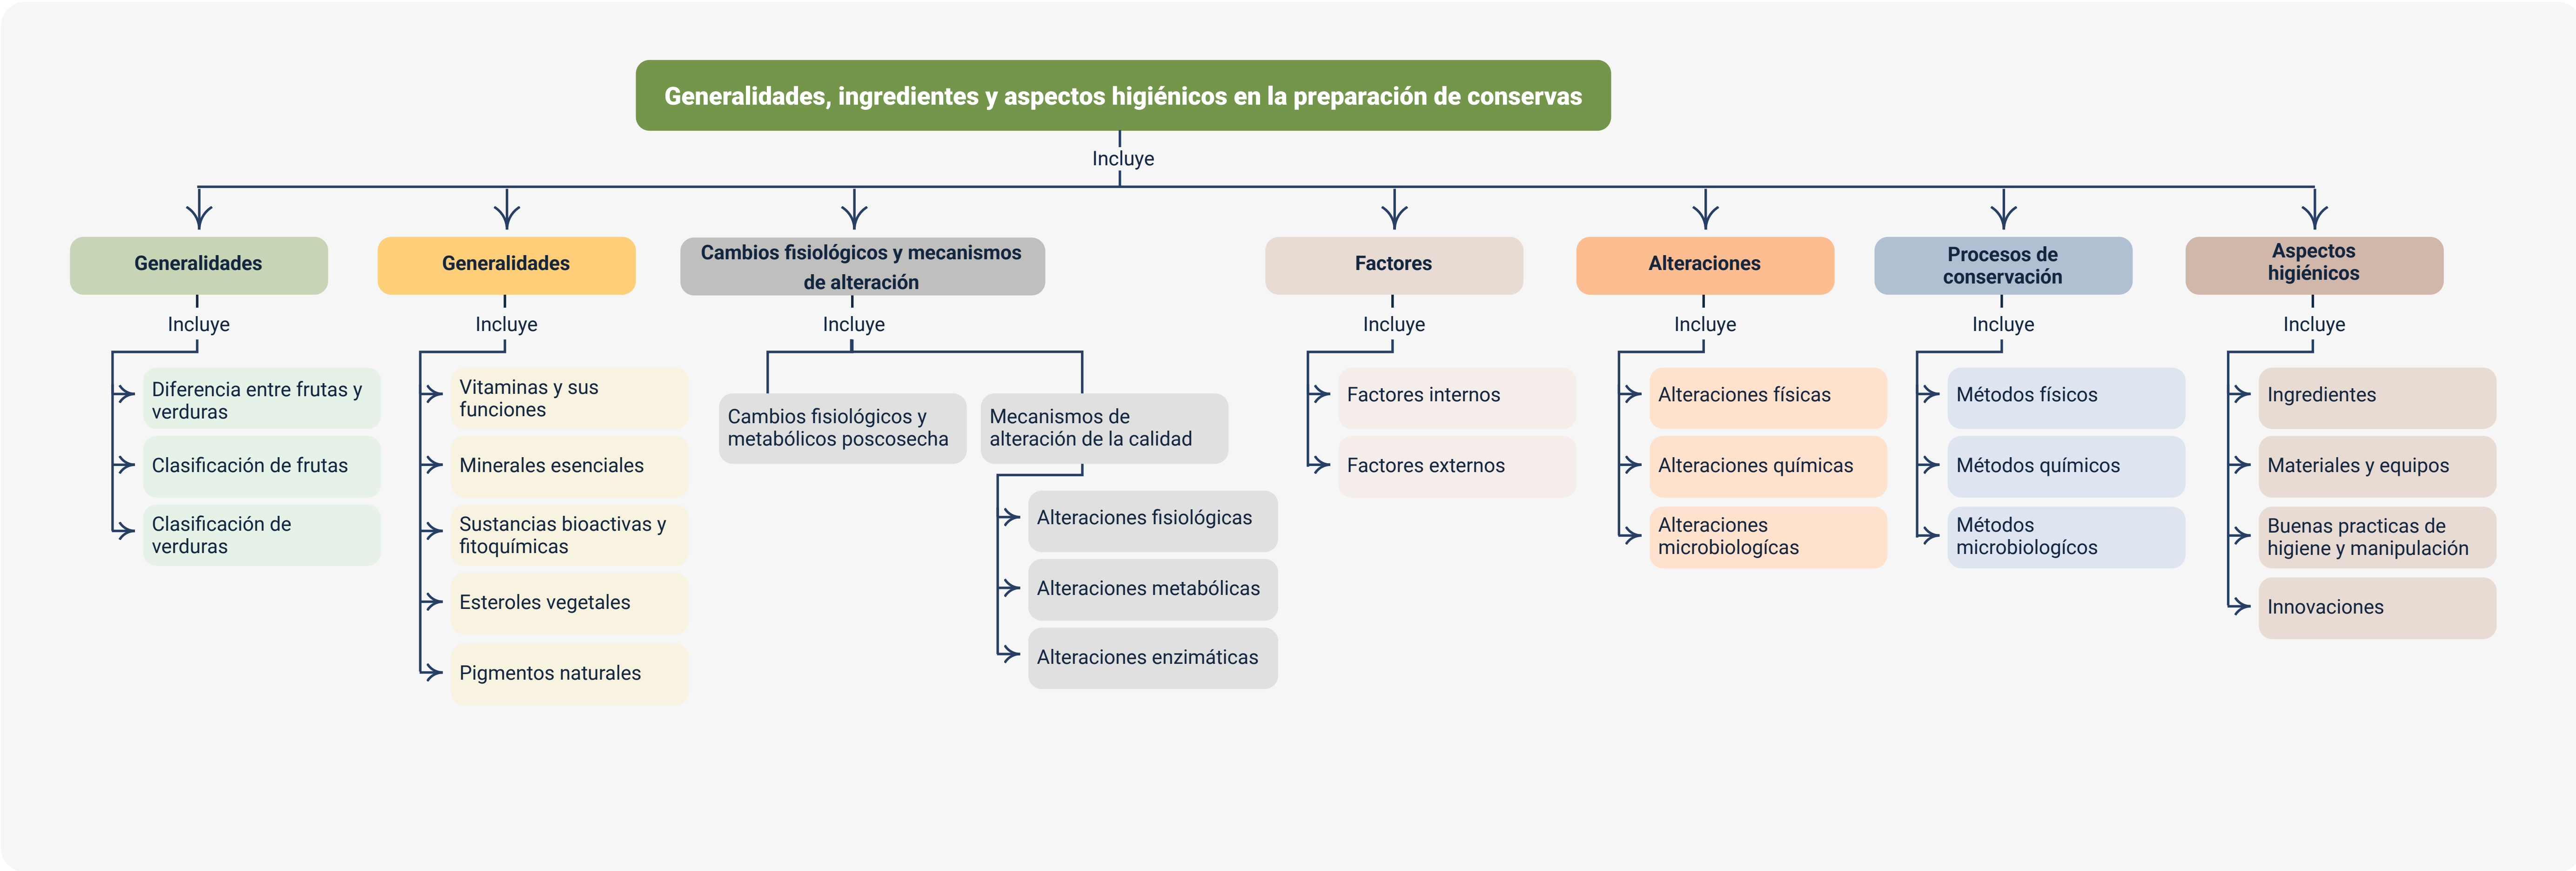 Generalidades, ingredientes y aspectos higiénicos en la preparación de conservas
Incluye
Generalidades
Incluye
Diferencia entre frutas y
verduras
Clasificación de frutas
Clasificación de
verduras
Generalidades
Incluye
Vitaminas y sus
funciones
Minerales esenciales
Sustancias bioactivas y
fitoquímicas
Esteroles vegetales
Pigmentos naturales
Cambios fisiológicos y mecanismos
de alteración
Incluye
Cambios fisiológicos y
metabólicos poscosecha
Mecanismos de
alteración de la calidad
Alteraciones fisiológicas
Alteraciones metabólicas
Alteraciones enzimáticas
Factores
Incluye
Factores internos
Factores externos
Alteraciones
Incluye
Alteraciones físicas
Alteraciones químicas
Alteraciones
microbiologícas
Procesos de
conservación
Incluye
Métodos físicos
Métodos químicos
Métodos
microbiologícos
Aspectos
higiénicos
Incluye
Ingredientes
Materiales y equipos
Buenas practicas de
higiene y manipulación
Innovaciones